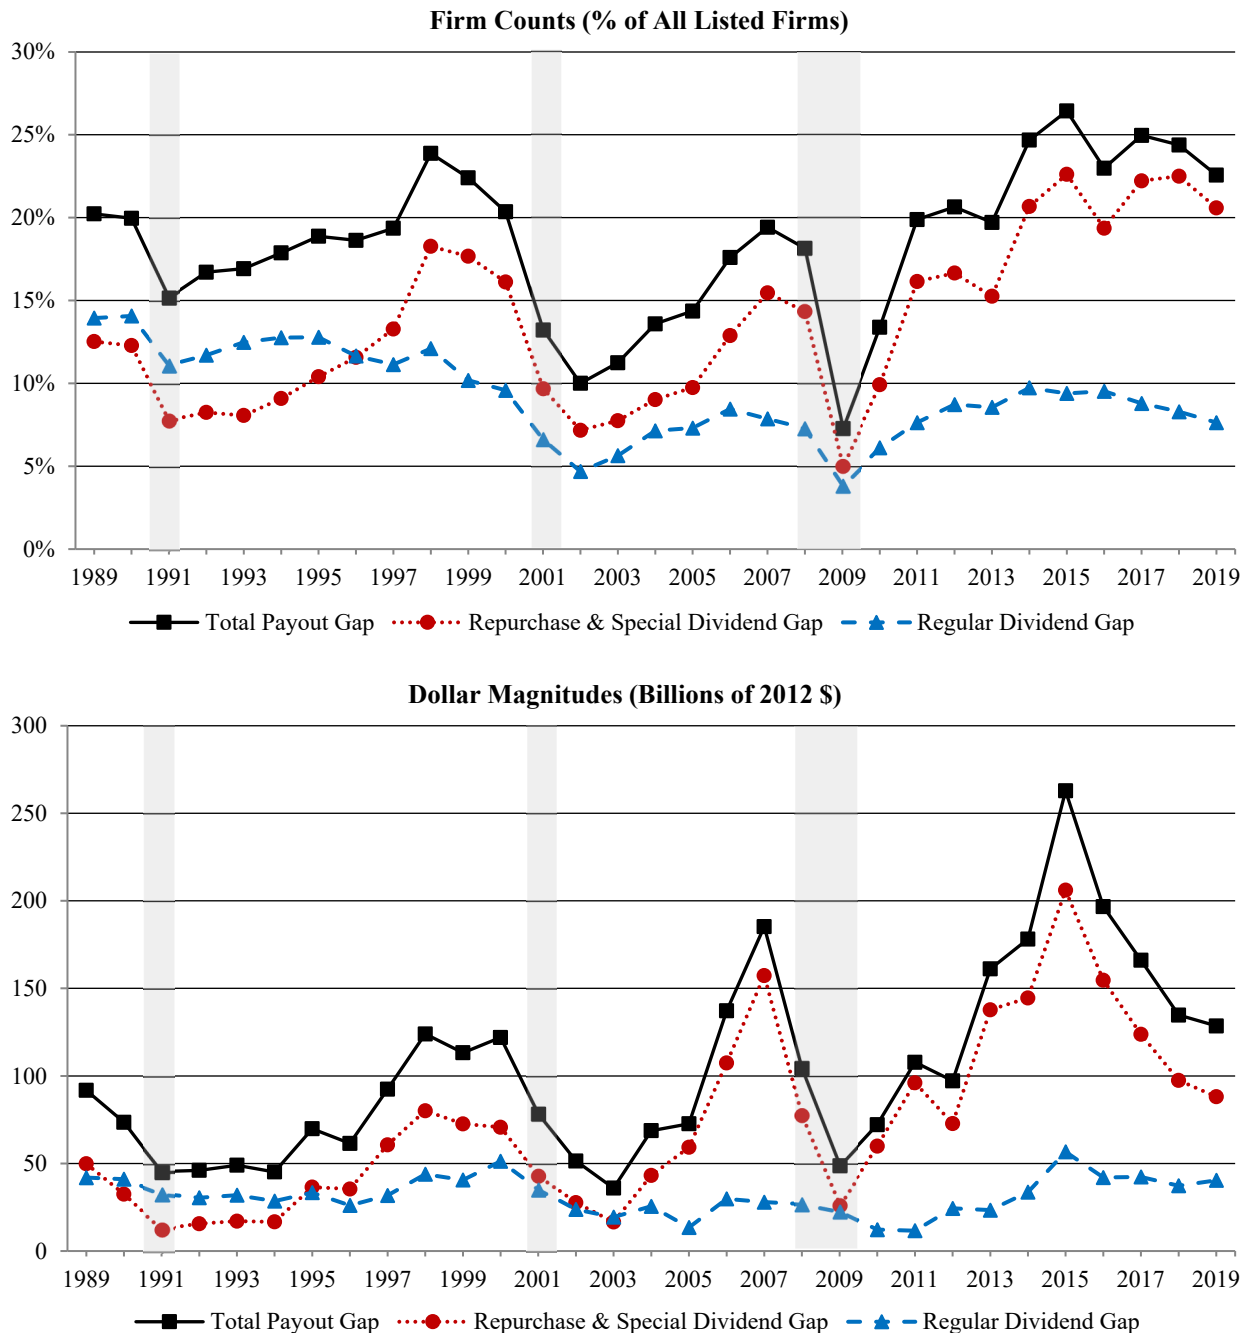 Firm Counts (% of All Listed Firms)
30%
25%
20%
15%
10%
5%
0%
1989 1991 1993 1995 1997 1999 2001 2003 2005 2007 2009 2011 2013 2015 2017 2019
Total Payout Gap Repurchase & Special Dividend Gap Regular Dividend Gap
Dollar Magnitudes (Billions of 2012 $)
300
250
200
150
100
50
0
1989 1991 1993 1995 1997 1999 2001 2003 2005 2007 2009 2011 2013 2015 2017 2019
Total Payout Gap Repurchase & Special Dividend Gap Regular Dividend Gap